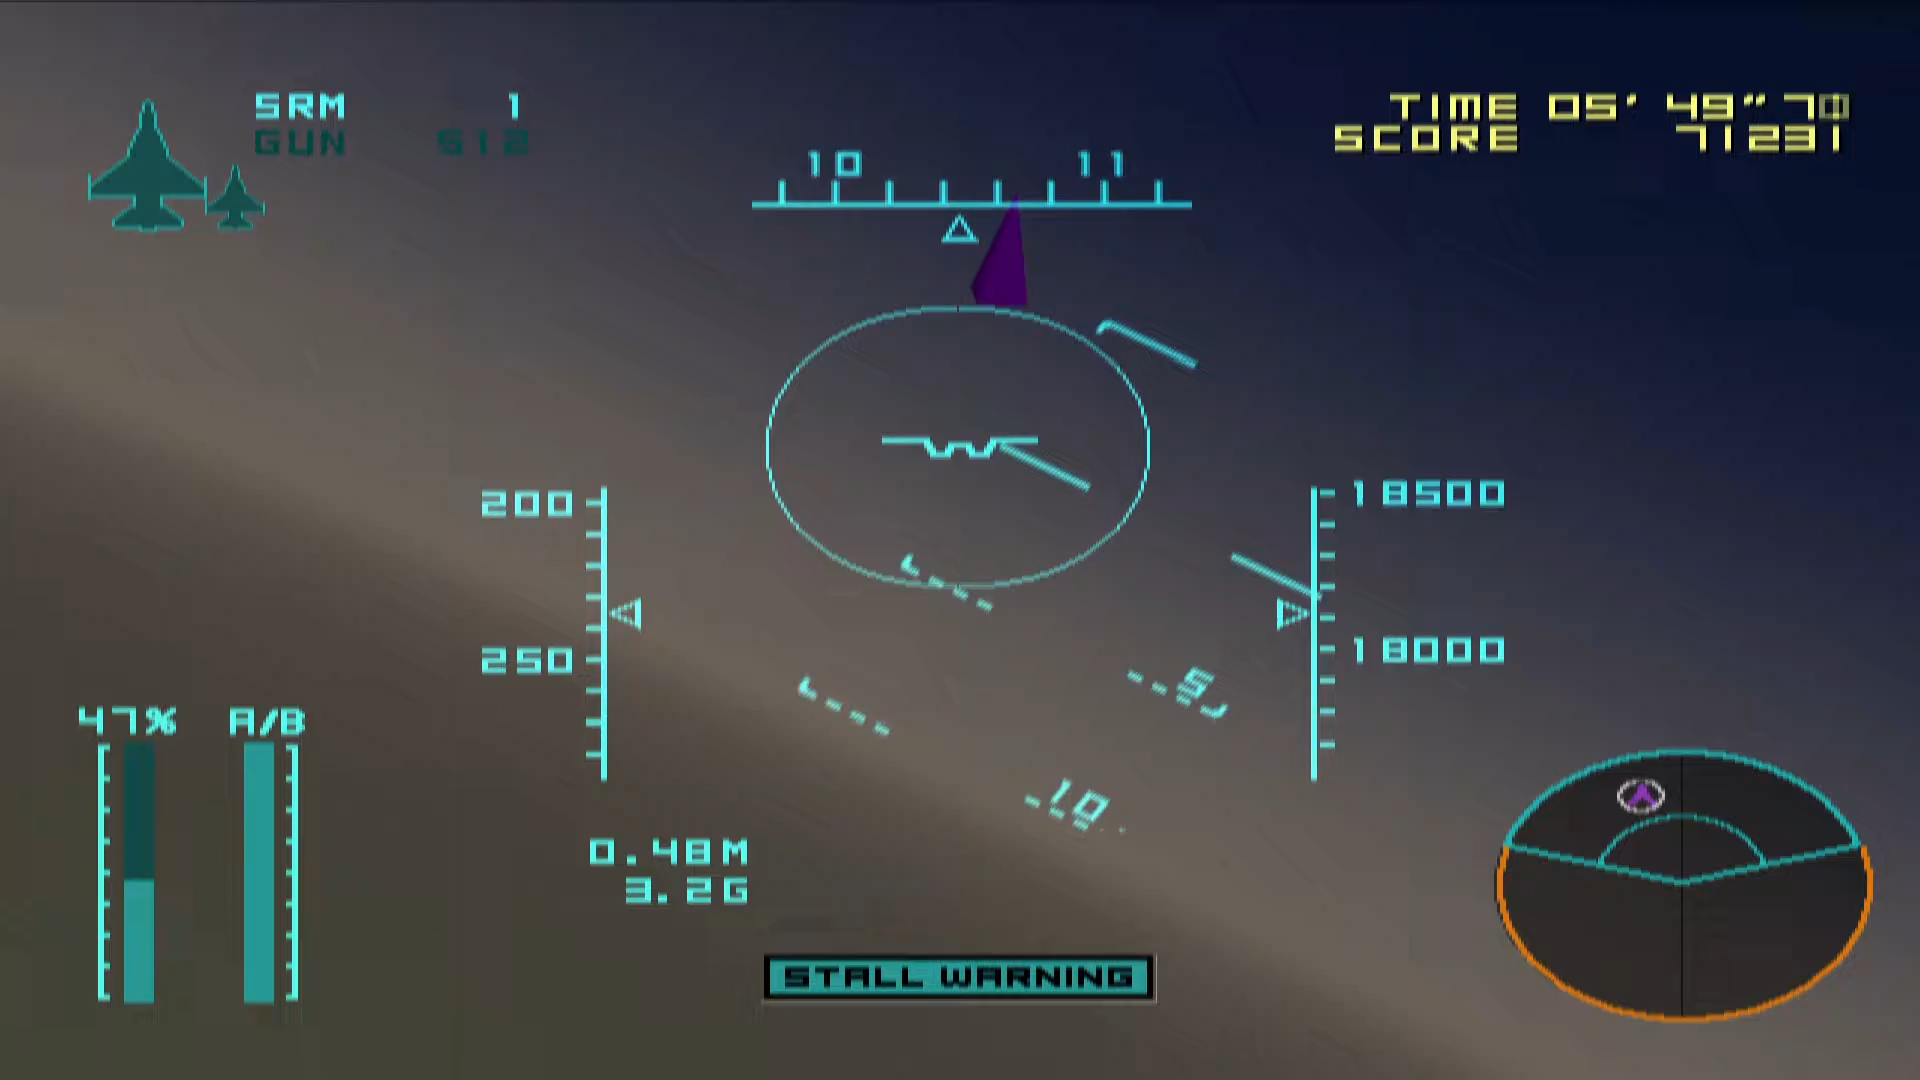 SRM 1
GUN 512
TIME 05' 49" 70
SCORE 71231
10 11
200
250
18500
18000
5
10
47% A/B
0.48M
3.2G
STALL WARNING